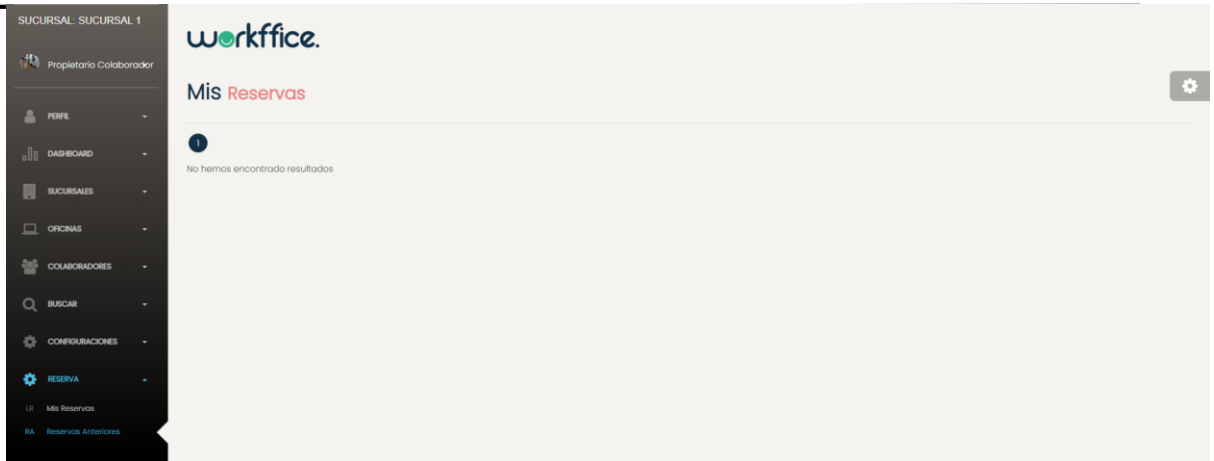 SUCURSAL: SUCURSAL 1
Propietario Colaborador
PERFIL
DASHBOARD
SUCURSALES
OFICINAS
COLABORADORES
BUSCAR
CONFIGURACIONES
RESERVA
LR Mis Reservas
RA Reservas Anteriores
workffice.
Mis Reservas
1
No hemos encontrado resultados